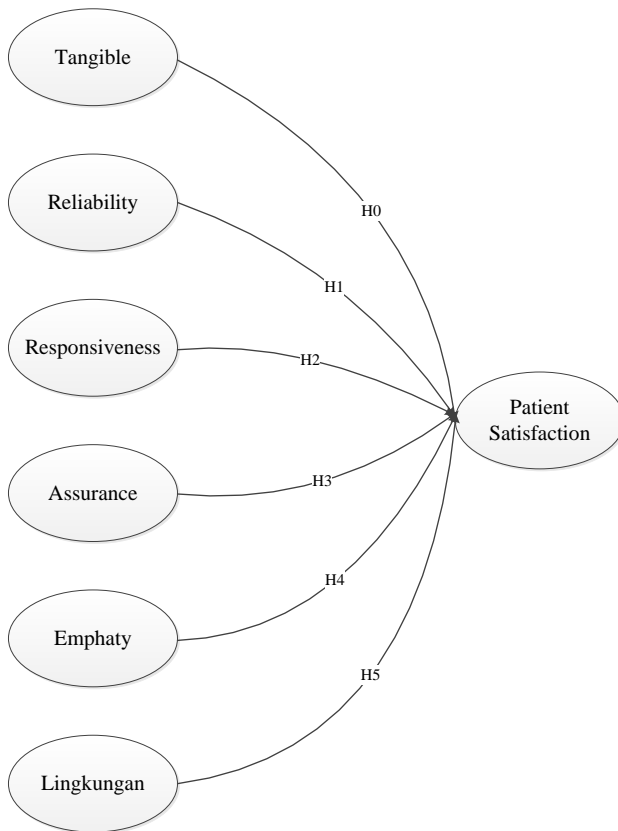 Tangible
H0
Reliability
H1
Responsiveness
H2
Patient
Satisfaction
Assurance
H3
Emphaty
H4
Lingkungan
H5